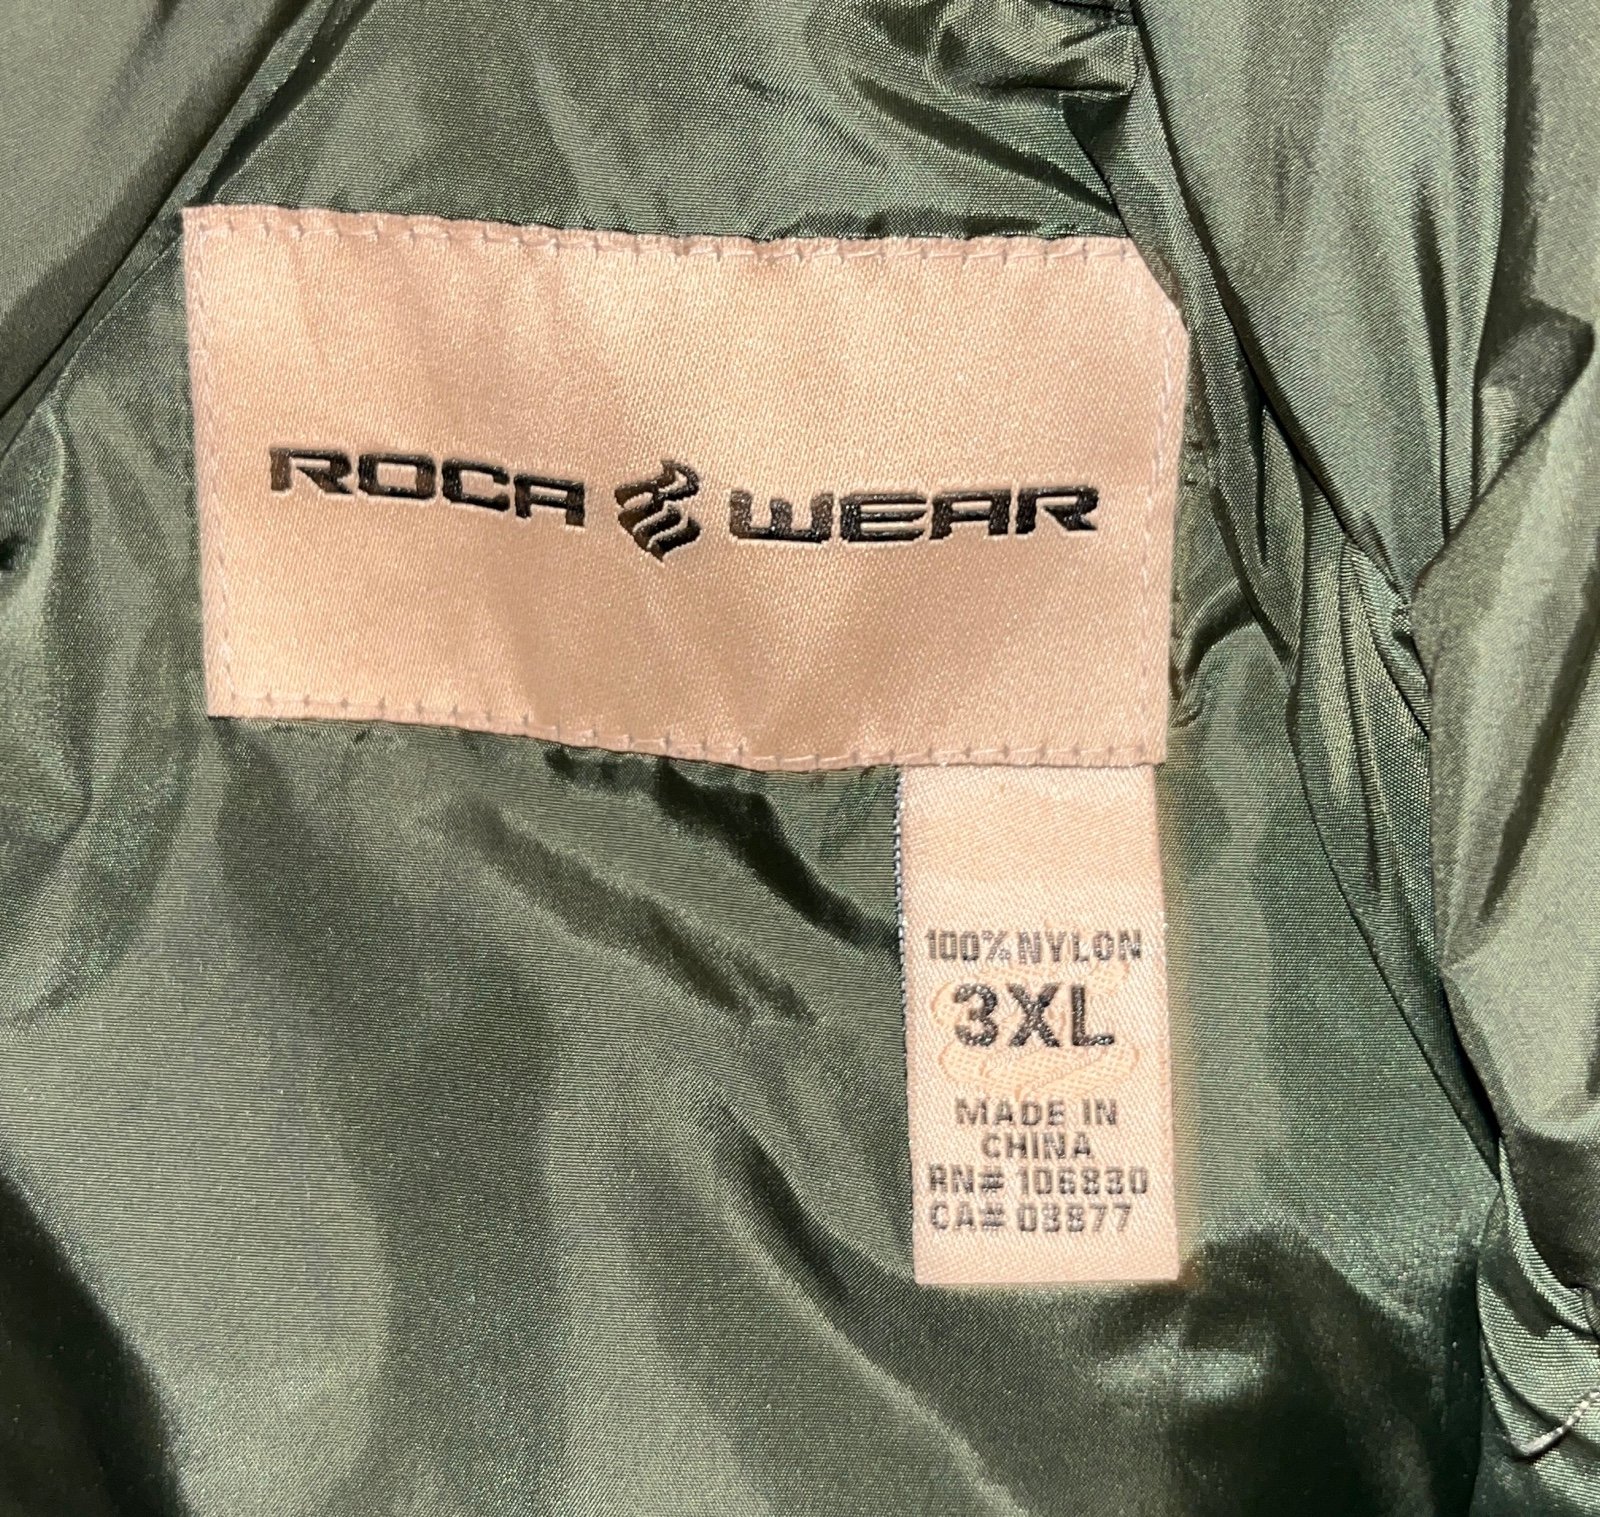 ROCA WEAR
100% NYLON
3XL
MADE IN
CHINA
RN# 106830
CA# 03877